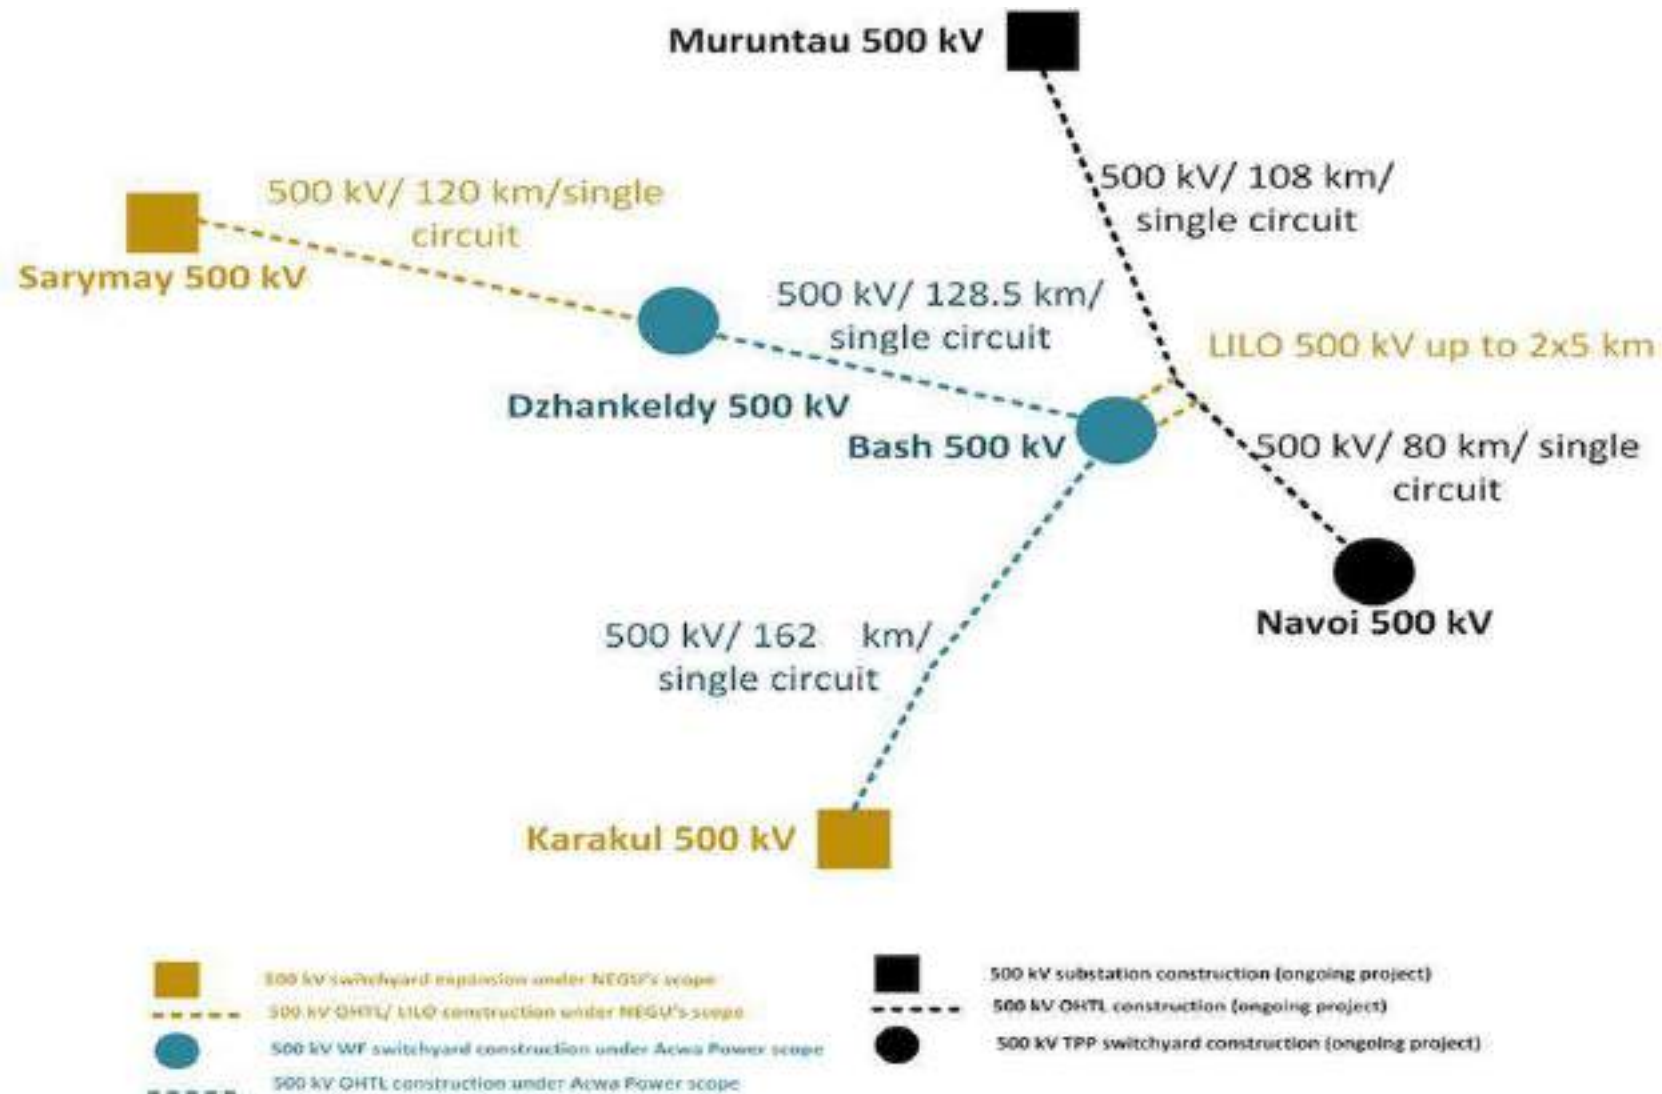 Muruntau 500 kV
500 kV/ 108 km/
single circuit
500 kV/ 120 km/single
circuit
Sarymay 500 kV
500 kV/ 128.5 km/
single circuit
LILO 500 kV up to 2x5 km
Dzhankeldy 500 kV
Bash 500 kV
500 kV/ 80 km/ single
circuit
Navoi 500 kV
500 kV/ 162 km/
single circuit
Karakul 500 kV
500 kV switchyard expansion under NEGU's scope
500 kV OHTL/ LILO construction under NEGU's scope
500 kV WF switchyard construction under Acwa Power scope
500 kV OHTL construction under Acwa Power scope
500 kV substation construction (ongoing project)
500 kV OHTL construction (ongoing project)
500 kV TPP switchyard construction (ongoing project)